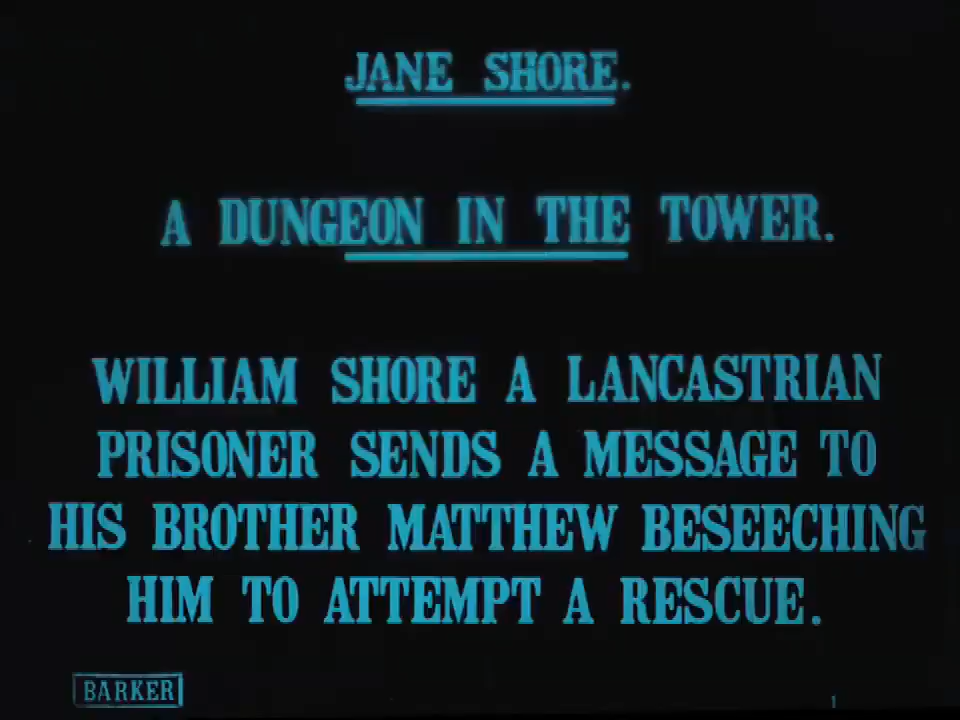 JANE SHORE.
A DUNGEON IN THE TOWER.
WILLIAM SHORE A LANCASTRIAN
PRISONER SENDS A MESSAGE TO
HIS BROTHER MATTHEW BESEECHING
HIM TO ATTEMPT A RESCUE.
BARKER
1